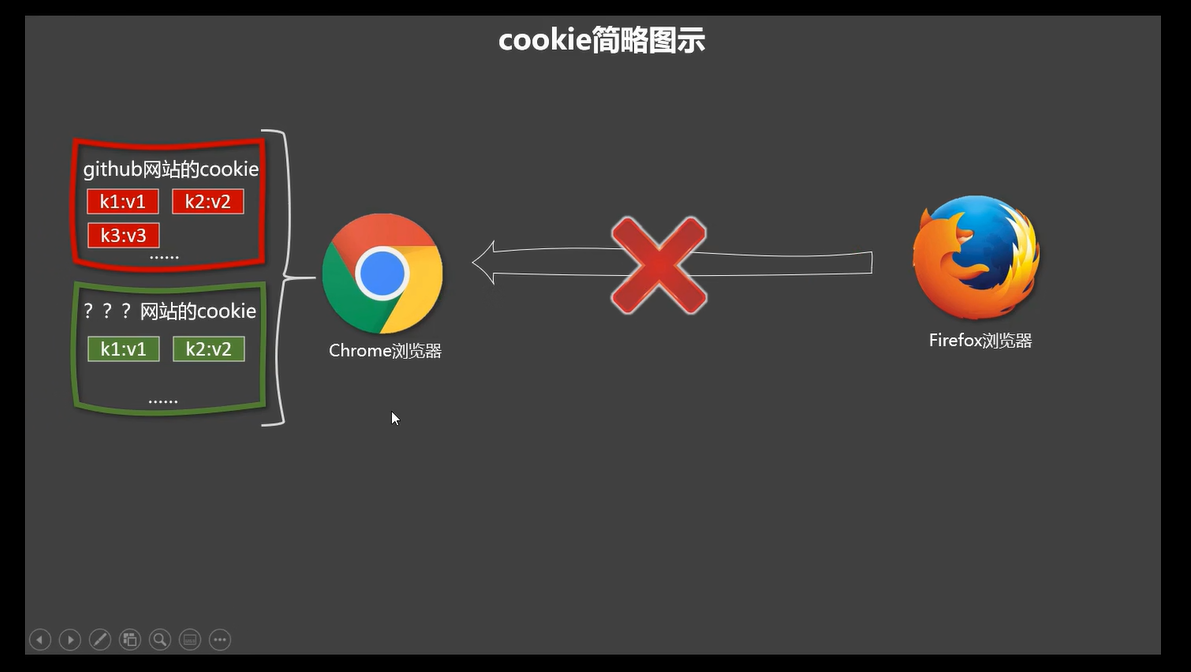 cookie简略图示
github网站的cookie
k1:v1 k2:v2
k3:v3
......
？？？网站的cookie
k1:v1 k2:v2
......
Chrome浏览器
Firefox浏览器